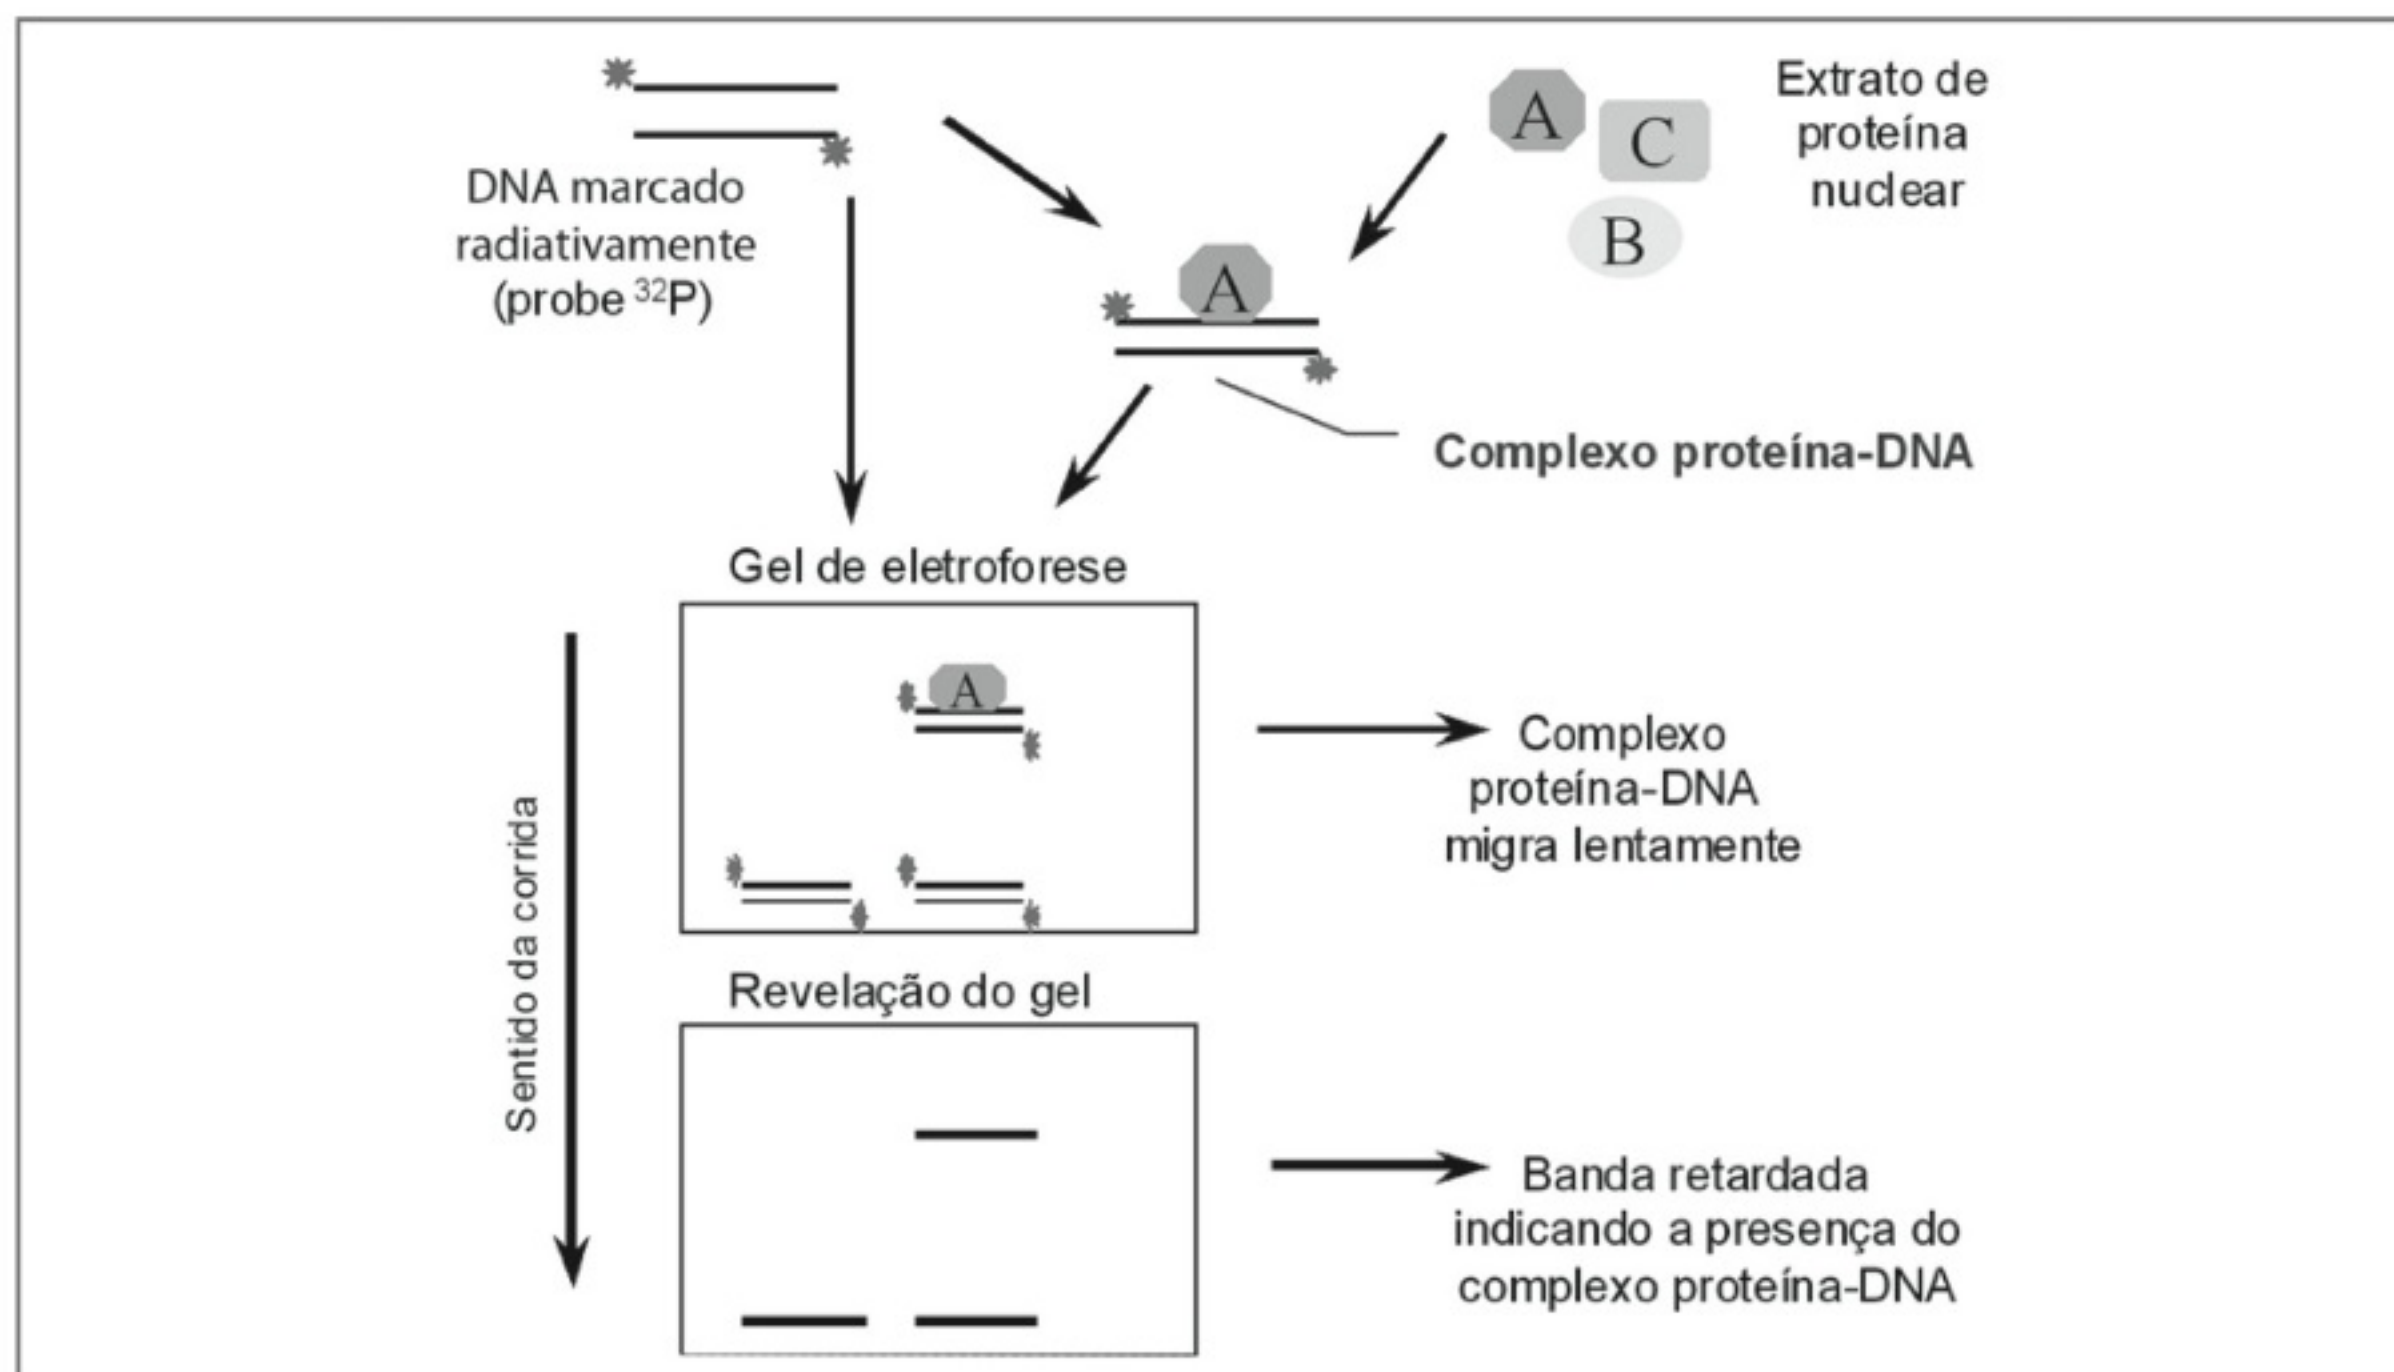 DNA marcado
radiativamente
(probe ³²P)
A
C
B
Extrato de
proteína
nuclear
A
Complexo proteína-DNA
Gel de eletroforese
A
Complexo
proteína-DNA
migra lentamente
Sentido da corrida
Revelação do gel
Banda retardada
indicando a presença do
complexo proteína-DNA